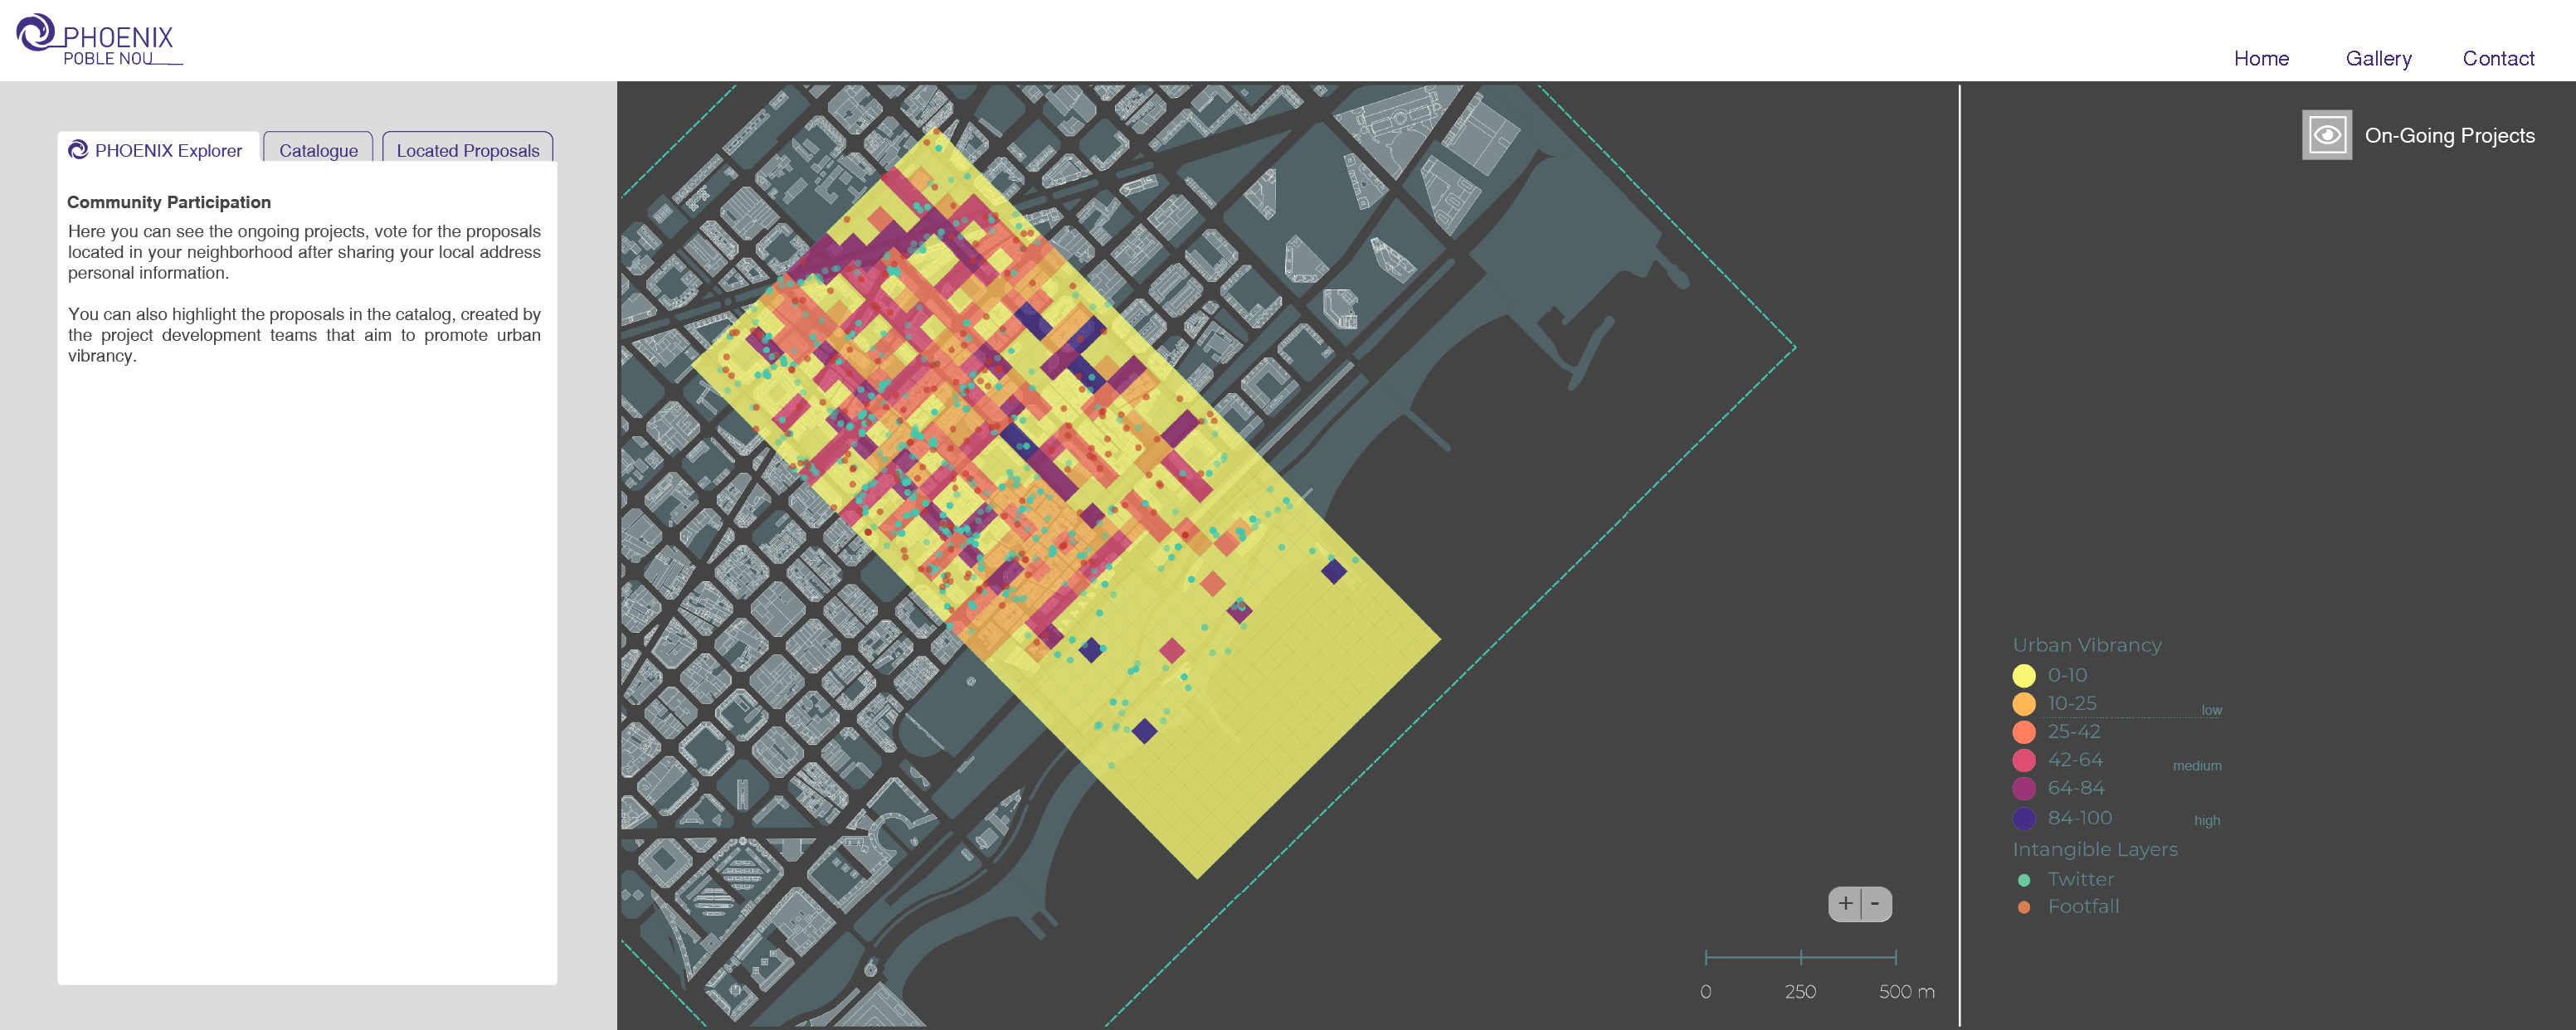 PHOENIX
POBLE NOU
Home Gallery Contact
PHOENIX Explorer Catalogue Located Proposals
Community Participation
Here you can see the ongoing projects, vote for the proposals
located in your neighborhood after sharing your local address
personal information.
You can also highlight the proposals in the catalog, created by
the project development teams that aim to promote urban
vibrancy.
On-Going Projects
Urban Vibrancy
0-10
10-25
low
25-42
42-64
medium
64-84
84-100
high
Intangible Layers
Twitter
Footfall
+ -
0 250 500 m